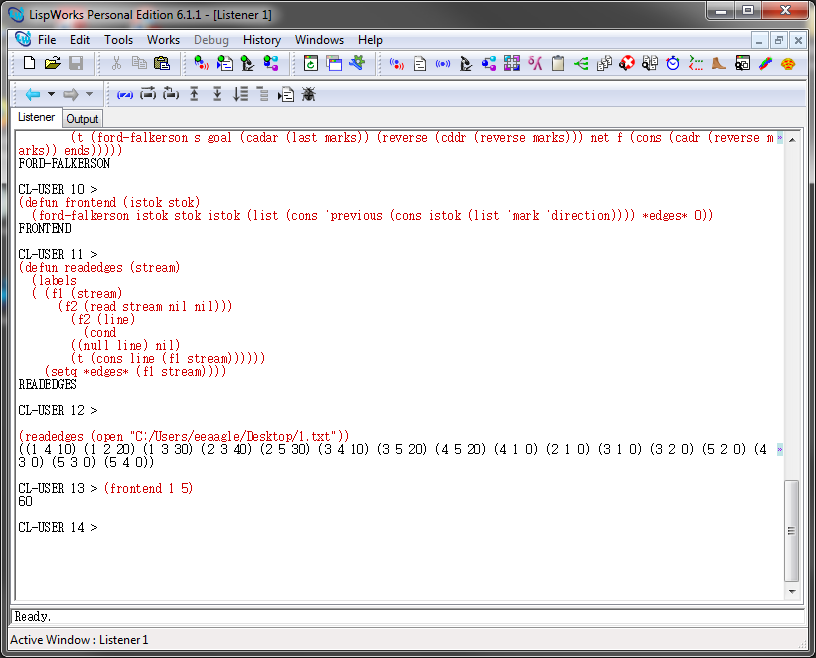 LispWorks Personal Edition 6.1.1 - [Listener 1]
File Edit Tools Works Debug History Windows Help
Listener Output
(t (ford-falkerson s goal (cadar (last marks)) (reverse (cddr (reverse marks))) net f (cons (cadr (reverse m
arks)) ends)))))
FORD-FALKERSON
CL-USER 10 >
(defun frontend (istok stok)
(ford-falkerson istok stok istok (list (cons 'previous (cons istok (list 'mark 'direction)))) *edges* 0))
FRONTEND
CL-USER 11 >
(defun readedges (stream)
(labels
( (f1 (stream)
(f2 (read stream nil nil)))
(f2 (line)
(cond
((null line) nil)
(t (cons line (f1 stream))))))
(setq *edges* (f1 stream))))
READEDGES
CL-USER 12 >
(readedges (open "C:/Users/eeaagle/Desktop/1.txt"))
((1 4 10) (1 2 20) (1 3 30) (2 3 40) (2 5 30) (3 4 10) (3 5 20) (4 5 20) (4 1 0) (2 1 0) (3 1 0) (3 2 0) (5 2 0) (4
3 0) (5 3 0) (5 4 0))
CL-USER 13 > (frontend 1 5)
60
CL-USER 14 >
Ready.
Active Window : Listener 1